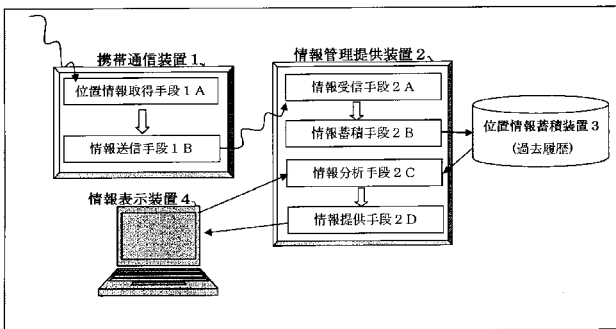 携帯通信装置1
位置情報取得手段1A
情報送信手段1B
情報管理提供装置2
情報受信手段2A
情報蓄積手段2B
情報分析手段2C
情報提供手段2D
位置情報蓄積装置3
(過去履歴)
情報表示装置4